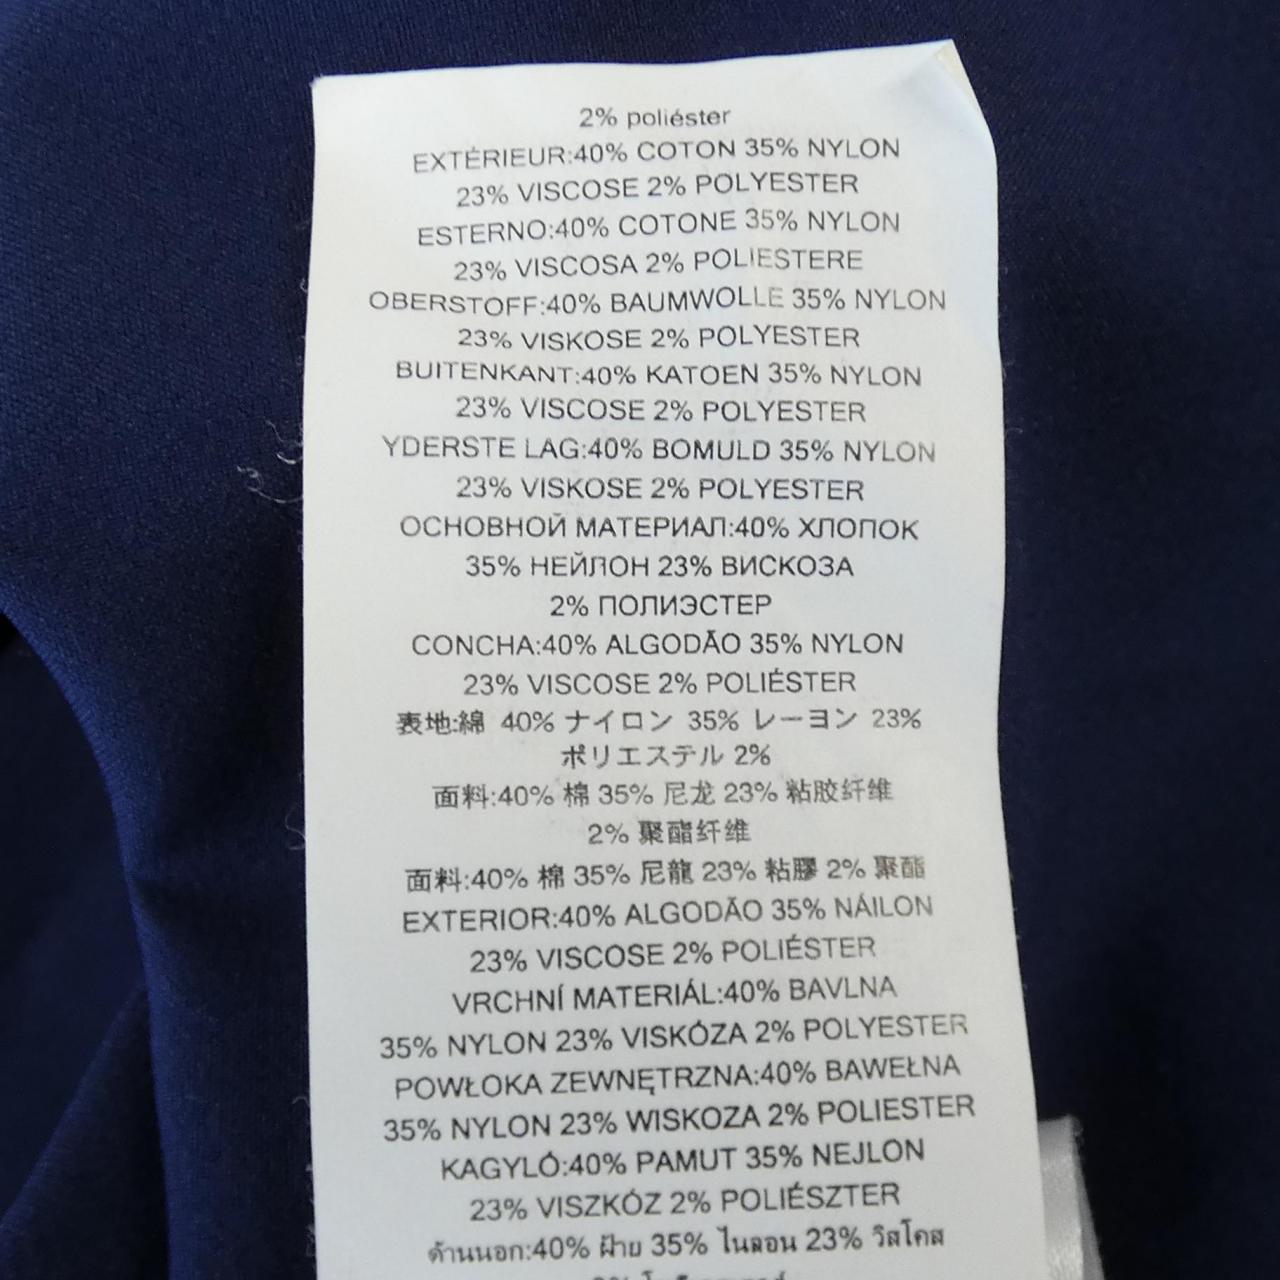 2% poliéster
EXTÉRIEUR:40% COTON 35% NYLON
23% VISCOSE 2% POLYESTER
ESTERNO:40% COTONE 35% NYLON
23% VISCOSA 2% POLIESTERE
OBERSTOFF:40% BAUMWOLLE 35% NYLON
23% VISKOSE 2% POLYESTER
BUITENKANT:40% KATOEN 35% NYLON
23% VISCOSE 2% POLYESTER
YDERSTE LAG:40% BOMULD 35% NYLON
23% VISKOSE 2% POLYESTER
ОСНОВНОЙ МАТЕРИАЛ:40% ХЛОПОК
35% НЕЙЛОН 23% ВИСКОЗА
2% ПОЛИЭСТЕР
CONCHA:40% ALGODÃO 35% NYLON
23% VISCOSE 2% POLIÉSTER
表地:綿 40% ナイロン 35% レーヨン 23%
ポリエステル 2%
面料:40% 棉 35% 尼龙 23% 粘胶纤维
2% 聚酯纤维
面料:40% 棉 35% 尼龍 23% 粘膠 2% 聚酯
EXTERIOR:40% ALGODÃO 35% NÁILON
23% VISCOSE 2% POLIÉSTER
VRCHNÍ MATERIÁL:40% BAVLNA
35% NYLON 23% VISKÓZA 2% POLYESTER
POWŁOKA ZEWNĘTRZNA:40% BAWEŁNA
35% NYLON 23% WISKOZA 2% POLIESTER
KAGYLÓ:40% PAMUT 35% NEJLON
23% VISZKÓZ 2% POLIÉSZTER
ด้านนอก:40% ฝ้าย 35% ไนลอน 23% วิสโคส